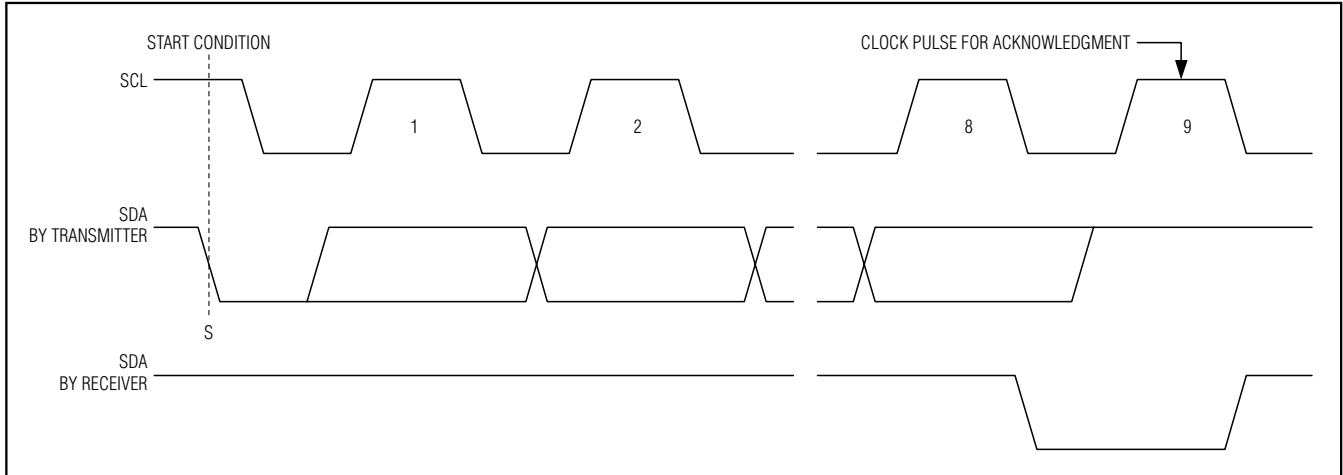 START CONDITION
CLOCK PULSE FOR ACKNOWLEDGMENT
SCL
1
2
8
9
SDA
BY TRANSMITTER
S
SDA
BY RECEIVER